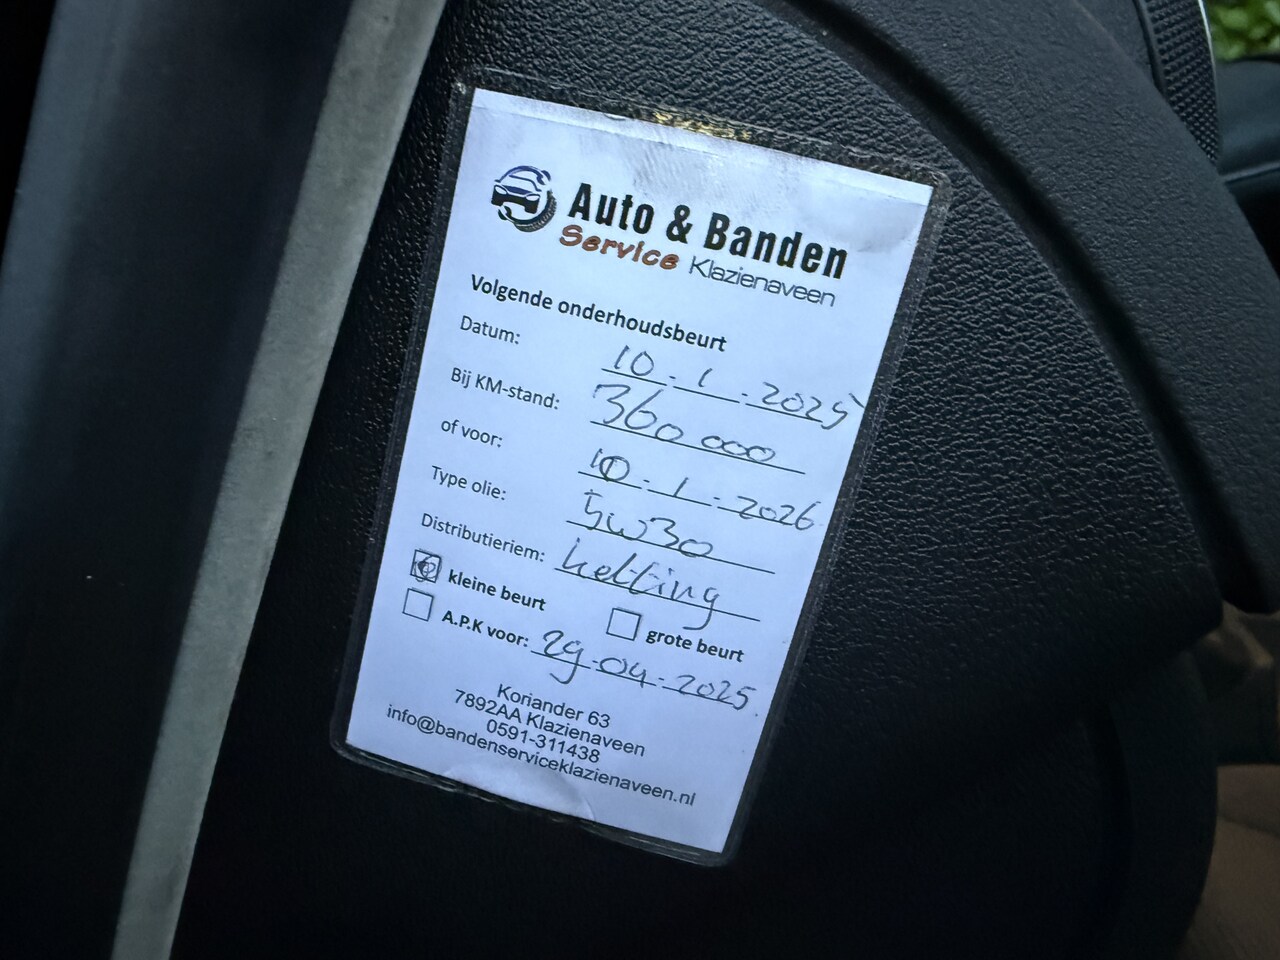 Auto & Banden
Service Klazienaveen
Volgende onderhoudsbeurt
Datum: 10-1-2025
Bij KM-stand: 360.000
of voor: 10-1-2026
Type olie: 5w30
Distributieriem: ketting
kleine beurt grote beurt
A.P.K voor: 29-04-2025
Koriander 63
7892AA Klazienaveen
0591-311438
info@bandenserviceklazienaveen.nl